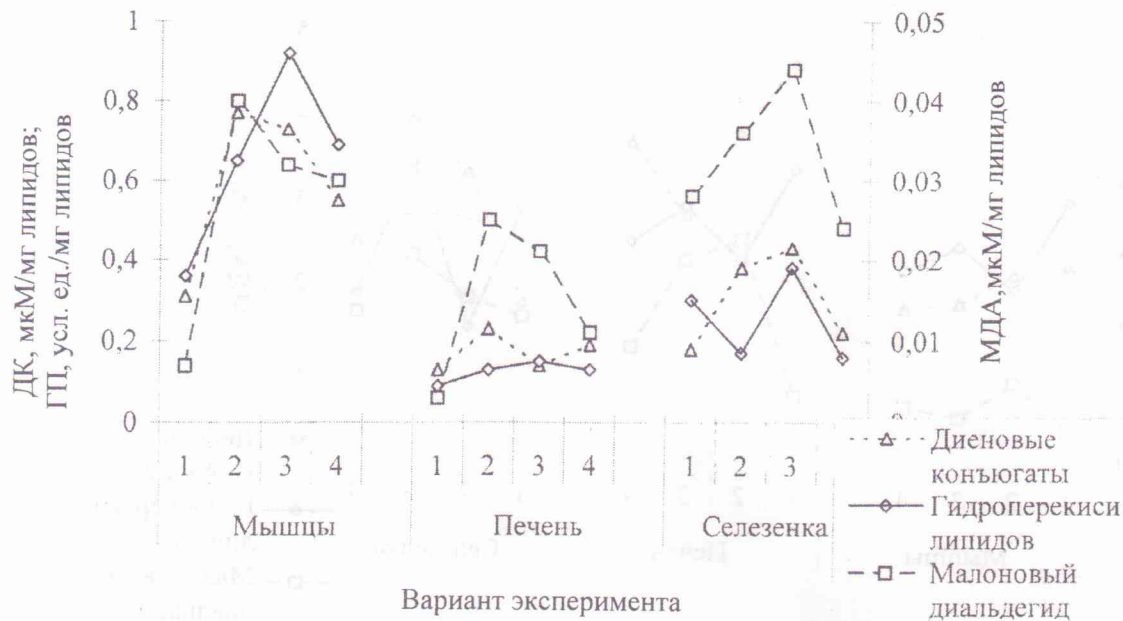 1
0,8
0,6
0,4
0,2
0
ДК, мкМ/мг липидов;
ГП, усл. ед./мг липидов
0,05
0,04
0,03
0,02
0,01
МДА,мкМ/мг липидов
1 2 3 4
1 2 3 4
1 2 3
Мышцы
Печень
Селезенка
Вариант эксперимента
Диеновые
конъюгаты
Гидроперекиси
липидов
Малоновый
диальдегид